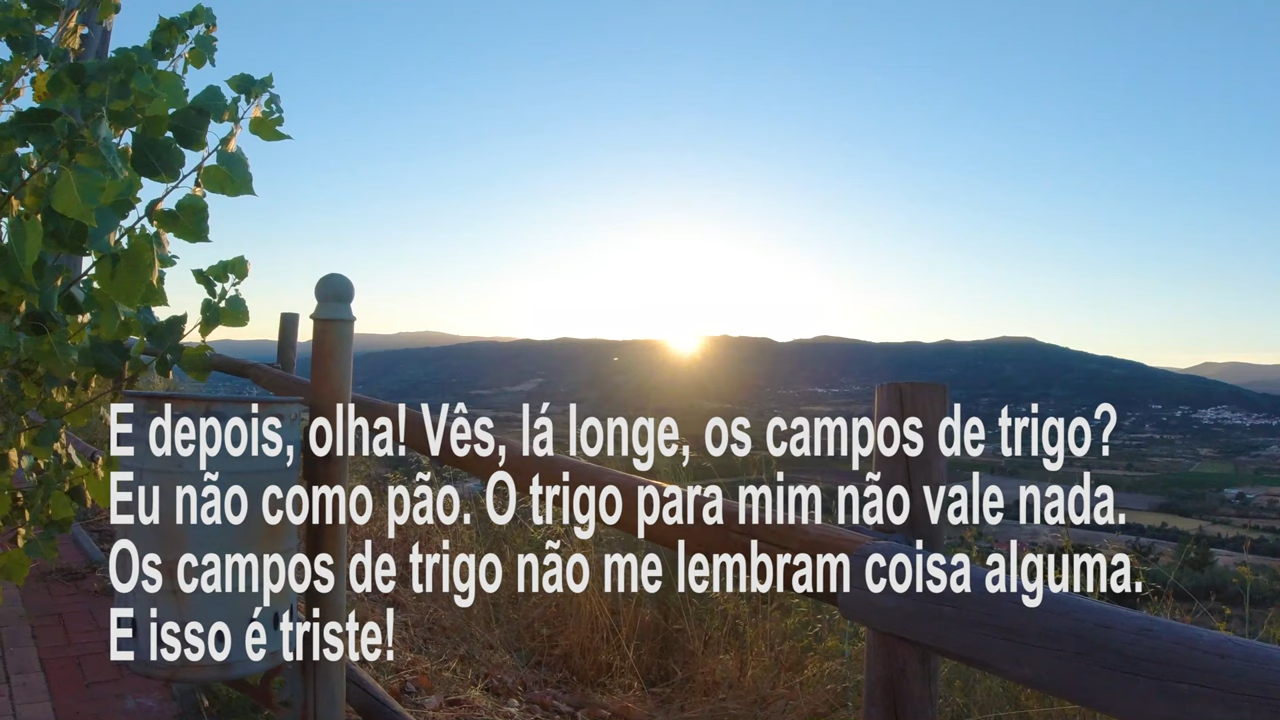 E depois, olha! Vês, lá longe, os campos de trigo?
Eu não como pão. O trigo para mim não vale nada.
Os campos de trigo não me lembram coisa alguma.
E isso é triste!